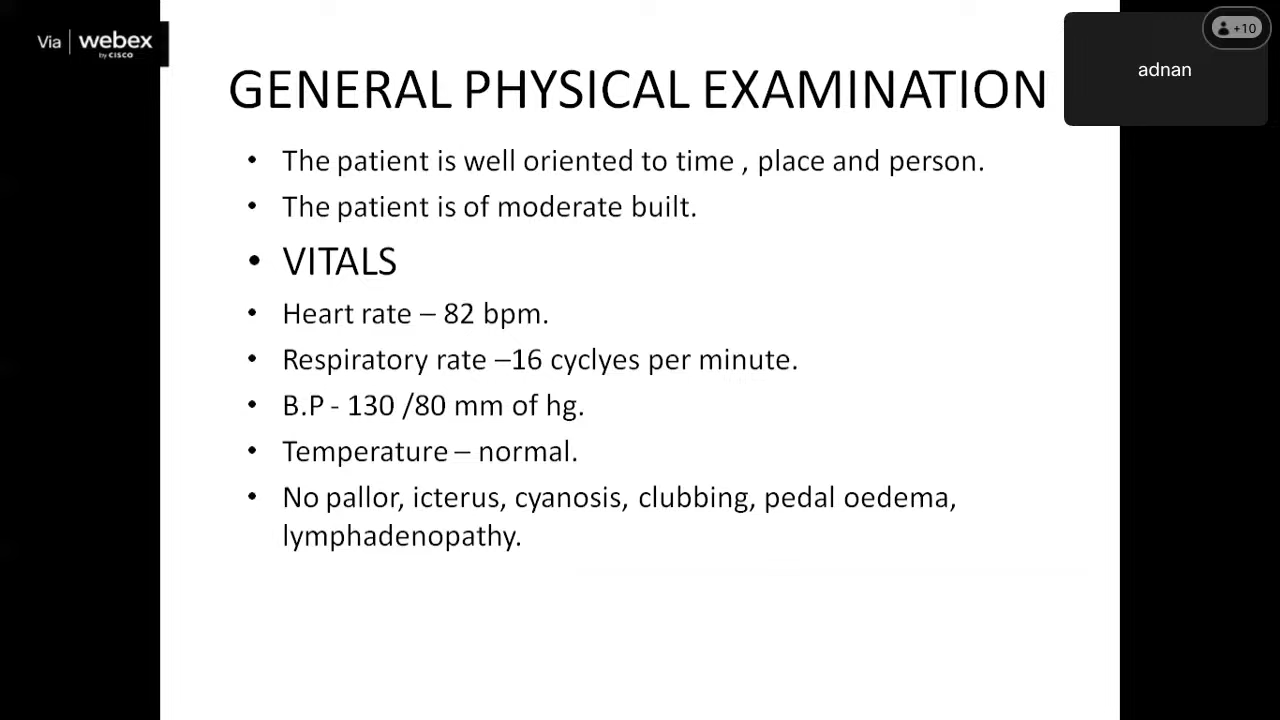 Via webex
by CISCO
+10
adnan
GENERAL PHYSICAL EXAMINATION
• The patient is well oriented to time , place and person.
• The patient is of moderate built.
• VITALS
• Heart rate – 82 bpm.
• Respiratory rate –16 cyclyes per minute.
• B.P - 130 /80 mm of hg.
• Temperature – normal.
• No pallor, icterus, cyanosis, clubbing, pedal oedema,
lymphadenopathy.